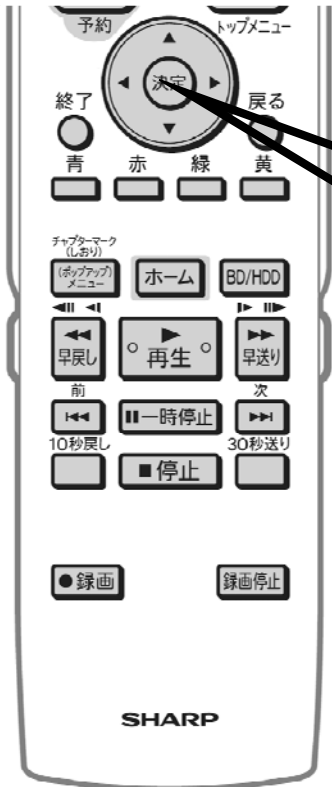 予約
トップメニュー
決定
終了
戻る
青 赤 緑 黄
チャプターマーク
(しおり)
(ポップアップ)
メニュー
ホーム
BD/HDD
早戻し
再生
早送り
前
次
一時停止
10秒戻し
30秒送り
停止
録画
録画停止
SHARP